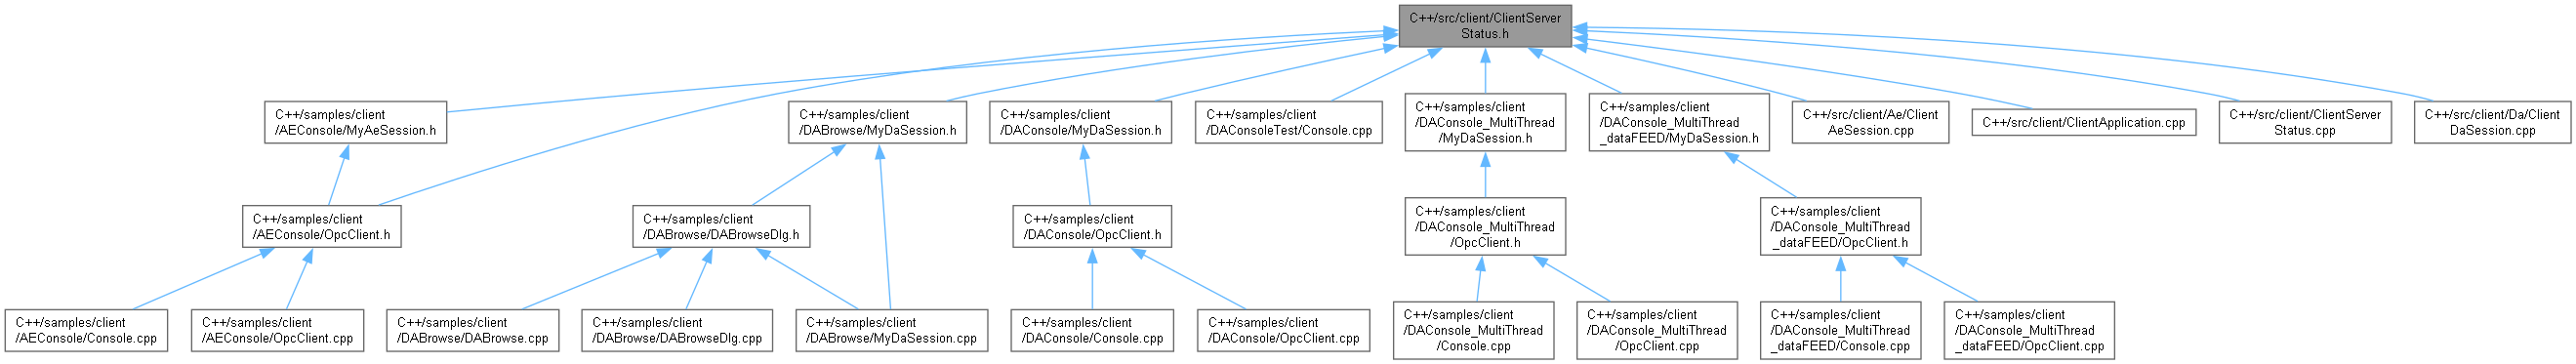 C++/src/client/ClientServer
Status.h
C++/samples/client
/AEConsole/MyAeSession.h
C++/samples/client
/DABrowse/MyDaSession.h
C++/samples/client
/DAConsole/MyDaSession.h
C++/samples/client
/DAConsoleTest/Console.cpp
C++/samples/client
/DAConsole_MultiThread
/MyDaSession.h
C++/samples/client
/DAConsole_MultiThread
_dataFEED/MyDaSession.h
C++/src/client/Ae/Client
AeSession.cpp
C++/src/client/ClientApplication.cpp
C++/src/client/ClientServer
Status.cpp
C++/src/client/Da/Client
DaSession.cpp
C++/samples/client
/AEConsole/OpcClient.h
C++/samples/client
/DABrowse/DABrowseDlg.h
C++/samples/client
/DAConsole/OpcClient.h
C++/samples/client
/DAConsole_MultiThread
/OpcClient.h
C++/samples/client
/DAConsole_MultiThread
_dataFEED/OpcClient.h
C++/samples/client
/AEConsole/Console.cpp
C++/samples/client
/AEConsole/OpcClient.cpp
C++/samples/client
/DABrowse/DABrowse.cpp
C++/samples/client
/DABrowse/DABrowseDlg.cpp
C++/samples/client
/DABrowse/MyDaSession.cpp
C++/samples/client
/DAConsole/Console.cpp
C++/samples/client
/DAConsole/OpcClient.cpp
C++/samples/client
/DAConsole_MultiThread
/Console.cpp
C++/samples/client
/DAConsole_MultiThread
/OpcClient.cpp
C++/samples/client
/DAConsole_MultiThread
_dataFEED/Console.cpp
C++/samples/client
/DAConsole_MultiThread
_dataFEED/OpcClient.cpp